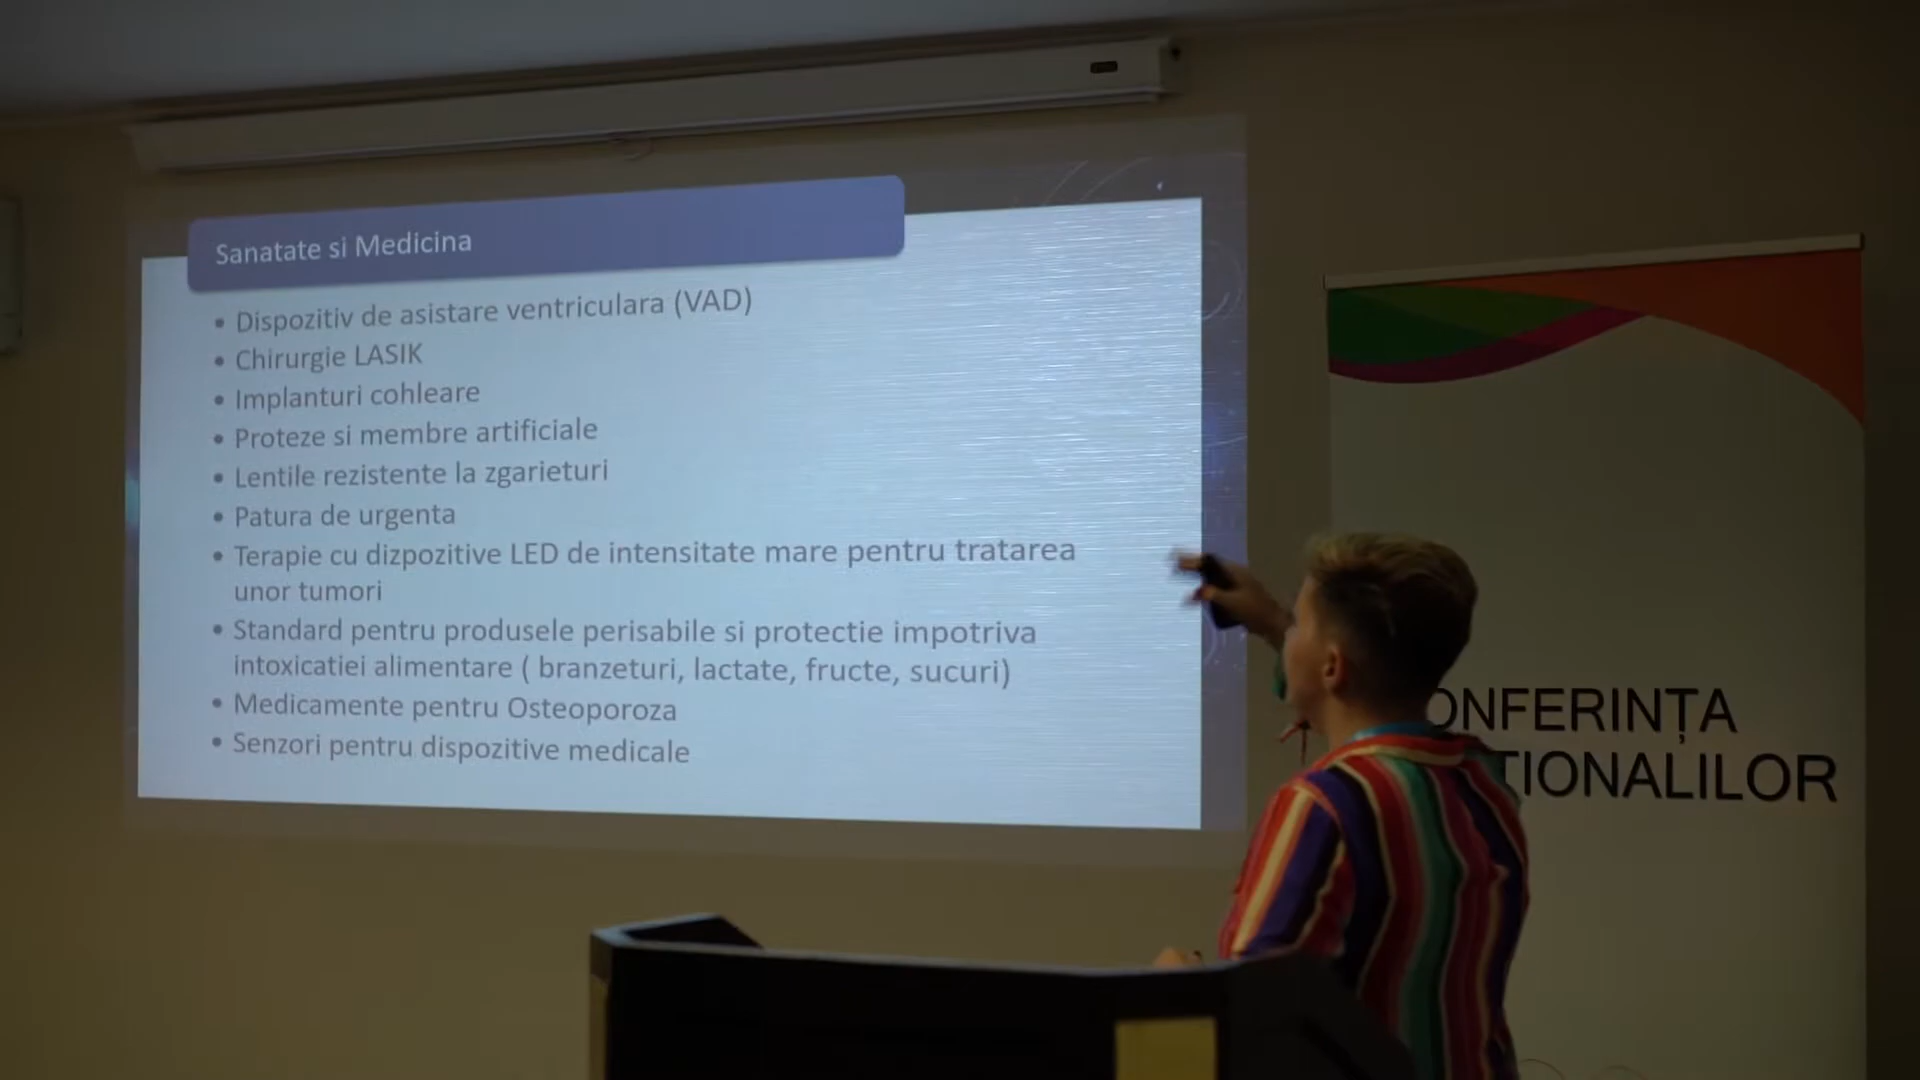 Sanatate si Medicina
• Dispozitiv de asistare ventriculara (VAD)
• Chirurgie LASIK
• Implanturi cohleare
• Proteze si membre artificiale
• Lentile rezistente la zgarieturi
• Patura de urgenta
• Terapie cu dizpozitive LED de intensitate mare pentru tratarea
unor tumori
• Standard pentru produsele perisabile si protectie impotriva
intoxicatiei alimentare ( branzeturi, lactate, fructe, sucuri)
• Medicamente pentru Osteoporoza
• Senzori pentru dispozitive medicale
ONFERINȚA
ȚIONALILOR